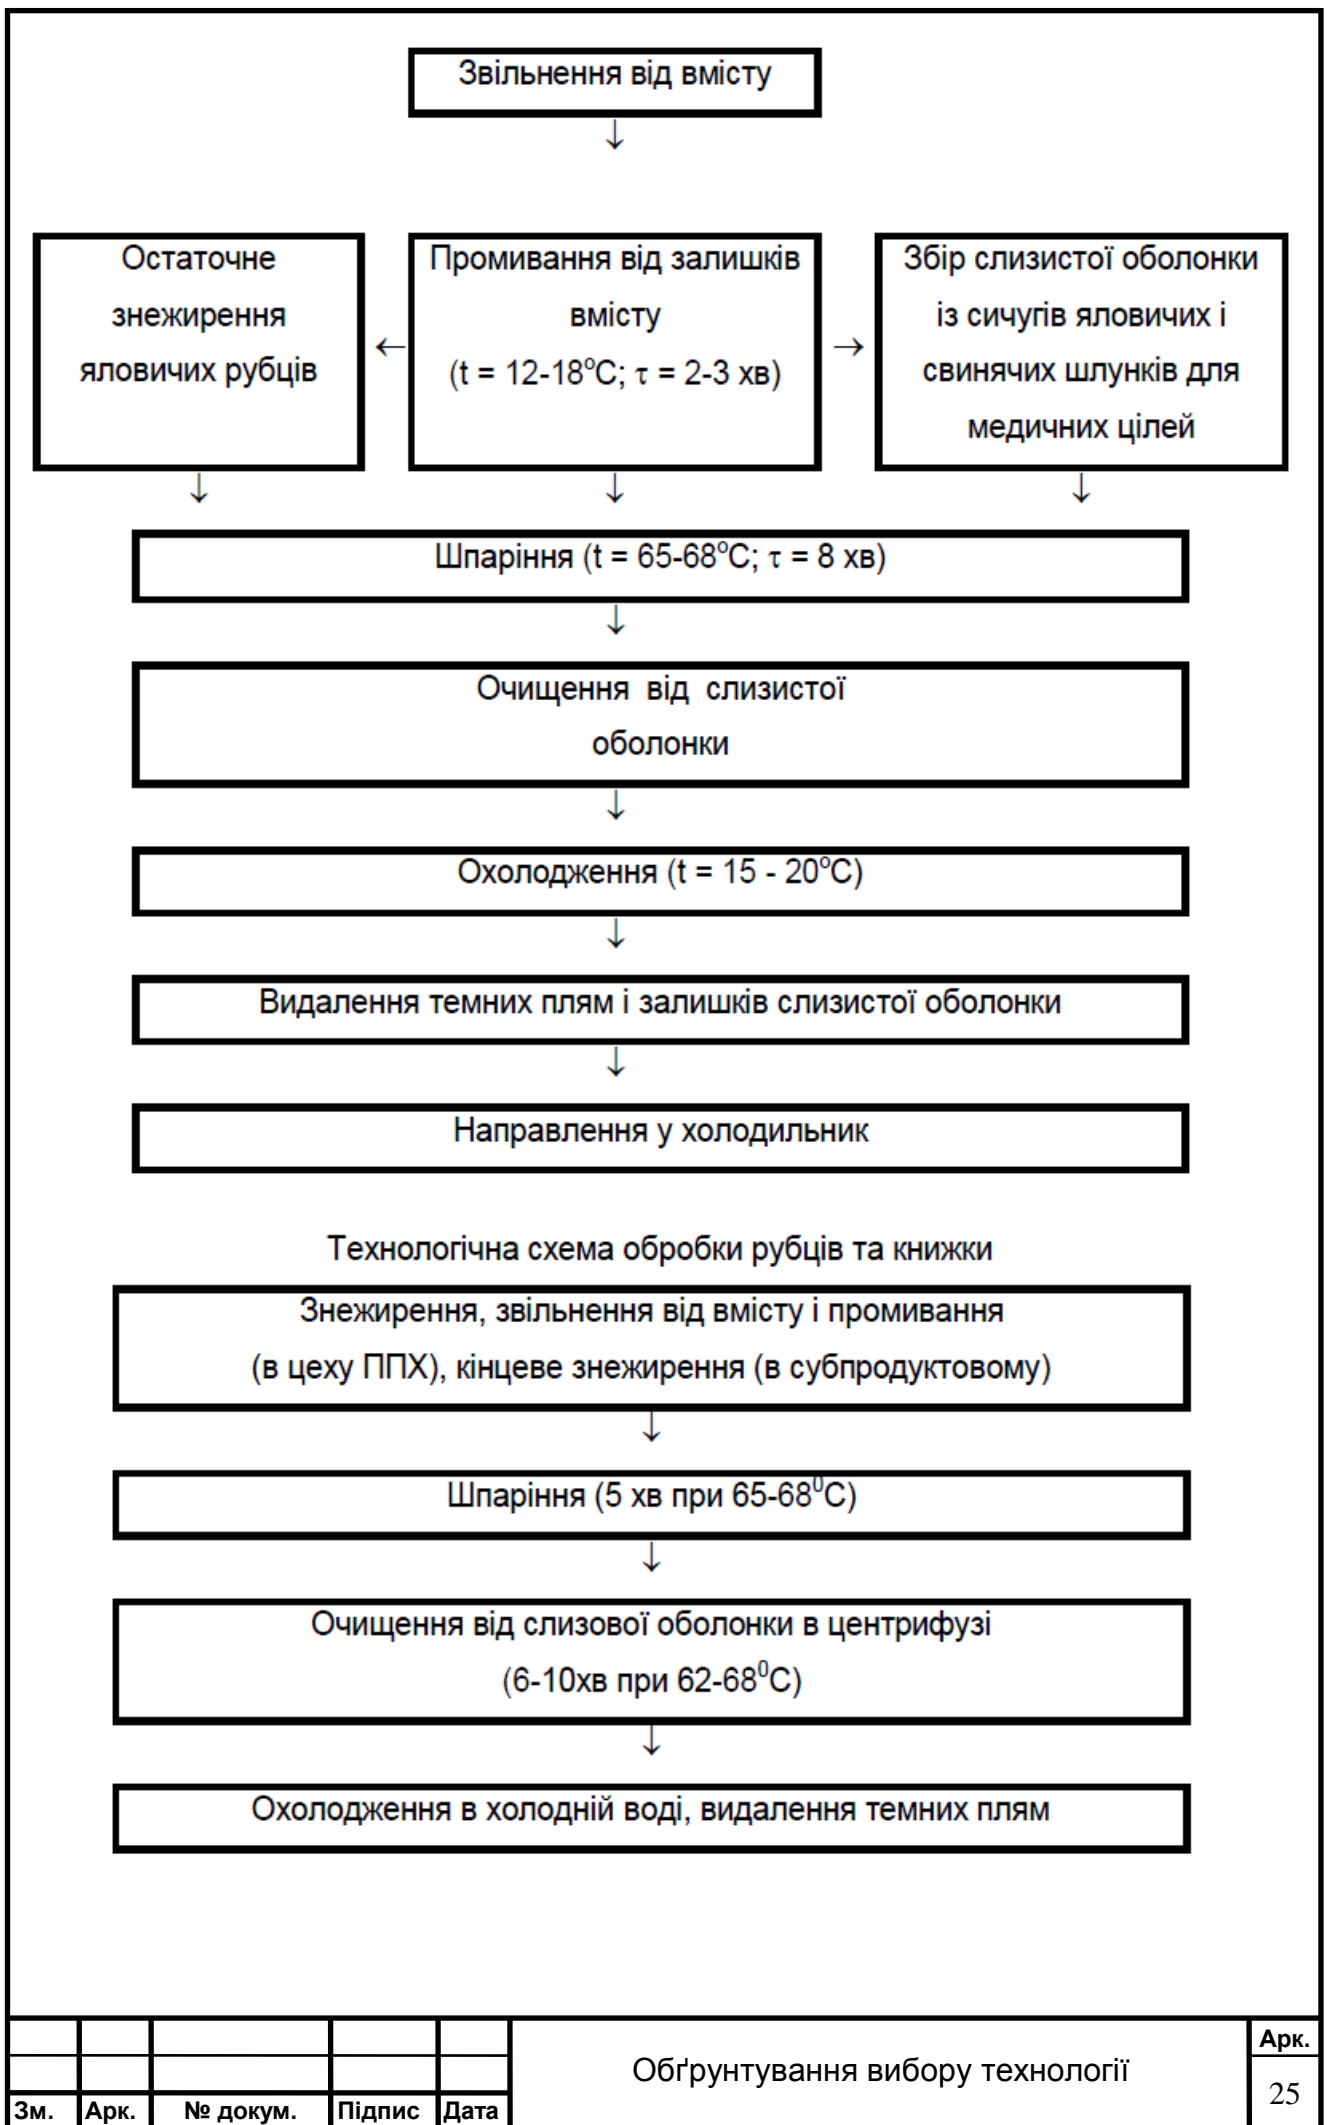 Звільнення від вмісту
↓
Остаточне
знежирення
яловичих рубців
←
Промивання від залишків
вмісту
(t = 12-18°C; τ = 2-3 хв)
→
Збір слизистої оболонки
із сичугів яловичих і
свинячих шлунків для
медичних цілей
↓ ↓ ↓
Шпаріння (t = 65-68°C; τ = 8 хв)
↓
Очищення від слизистої
оболонки
↓
Охолодження (t = 15 - 20°C)
↓
Видалення темних плям і залишків слизистої оболонки
↓
Направлення у холодильник
Технологічна схема обробки рубців та книжки
Знежирення, звільнення від вмісту і промивання
(в цеху ППХ), кінцеве знежирення (в субпродуктовому)
↓
Шпаріння (5 хв при 65-68⁰С)
↓
Очищення від слизової оболонки в центрифузі
(6-10хв при 62-68⁰С)
↓
Охолодження в холодній воді, видалення темних плям
Обґрунтування вибору технології
Арк.
25
Зм. Арк. № докум. Підпис Дата